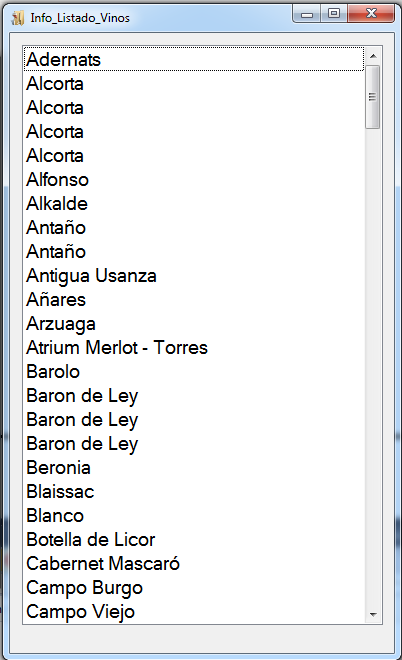 Info_Listado_Vinos
Adernats
Alcorta
Alcorta
Alcorta
Alcorta
Alfonso
Alkalde
Antaño
Antaño
Antigua Usanza
Añares
Arzuaga
Atrium Merlot - Torres
Barolo
Baron de Ley
Baron de Ley
Baron de Ley
Beronia
Blaissac
Blanco
Botella de Licor
Cabernet Mascaró
Campo Burgo
Campo Viejo